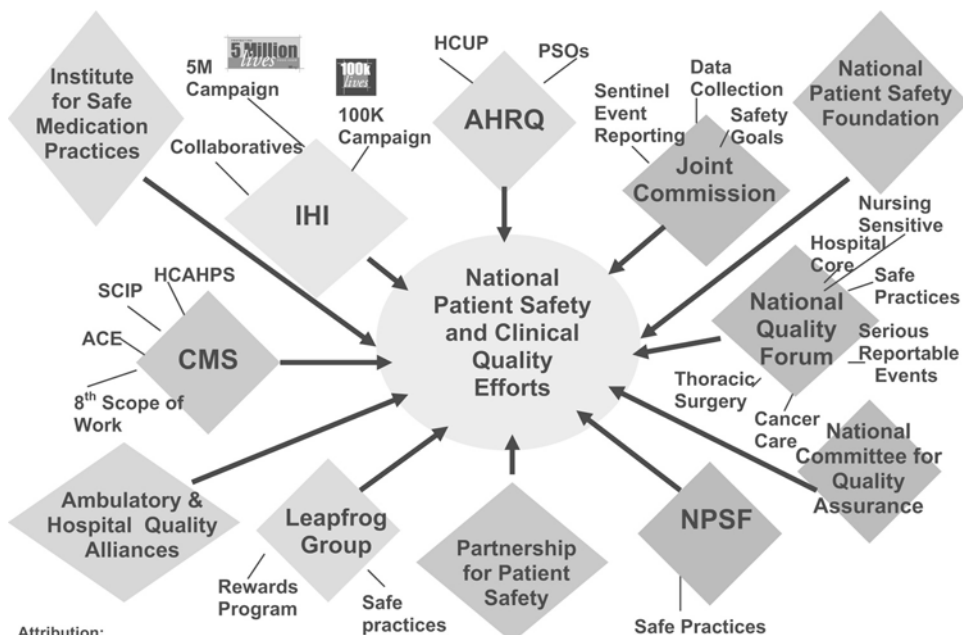 Institute
for Safe
Medication
Practices
5 Million
lives
5M
Campaign
100k
lives
100K
Campaign
Collaboratives
IHI
HCUP
PSOs
AHRQ
Sentinel
Event
Reporting
Data
Collection
Safety
Goals
Joint
Commission
National
Patient Safety
Foundation
National
Patient Safety
and Clinical
Quality
Efforts
HCAHPS
SCIP
ACE
8th Scope of
Work
CMS
Nursing
Sensitive
Hospital
Core
Safe
Practices
National
Quality
Forum
Serious
Reportable
Events
Thoracic
Surgery
Cancer
Care
National
Committee for
Quality
Assurance
Ambulatory &
Hospital Quality
Alliances
Leapfrog
Group
Rewards
Program
Safe
practices
Partnership
for Patient
Safety
NPSF
Safe Practices
Attribution: